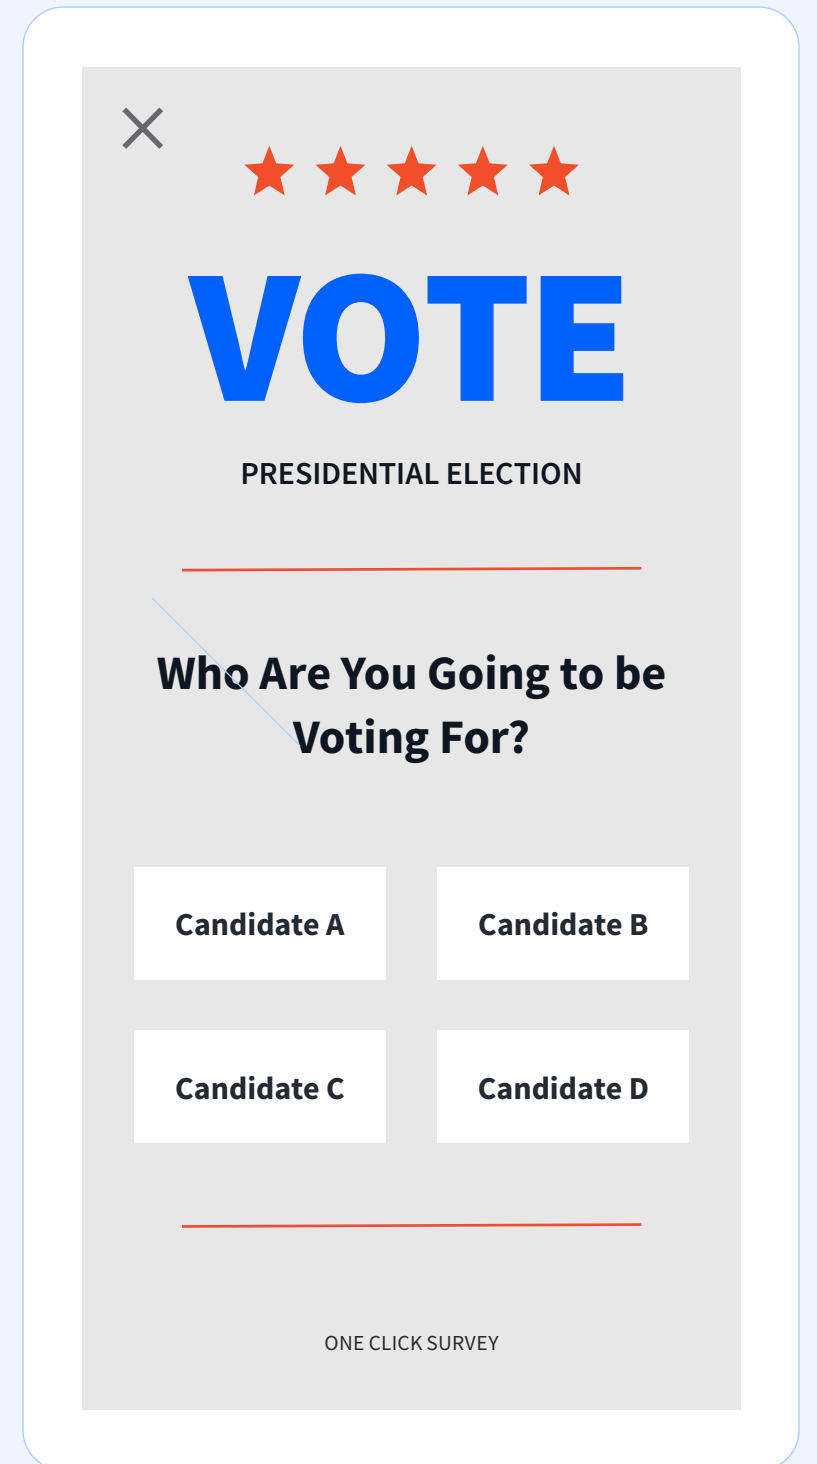 VOTE
PRESIDENTIAL ELECTION
Who Are You Going to be
Voting For?
Candidate A
Candidate B
Candidate C
Candidate D
ONE CLICK SURVEY